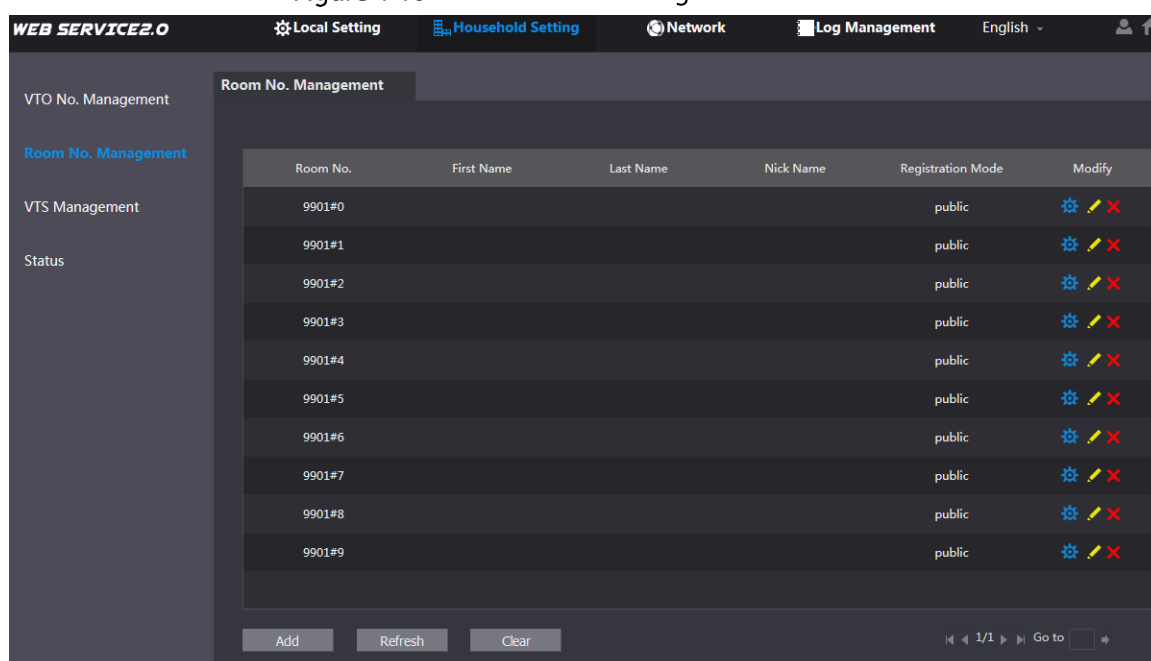 WEB SERVICE2.0 Local Setting Household Setting Network Log Management English
VTO No. Management
Room No. Management
VTS Management
Status
Room No. Management
Room No. First Name Last Name Nick Name Registration Mode Modify
9901#0 public
9901#1 public
9901#2 public
9901#3 public
9901#4 public
9901#5 public
9901#6 public
9901#7 public
9901#8 public
9901#9 public
Add Refresh Clear 1/1 Go to